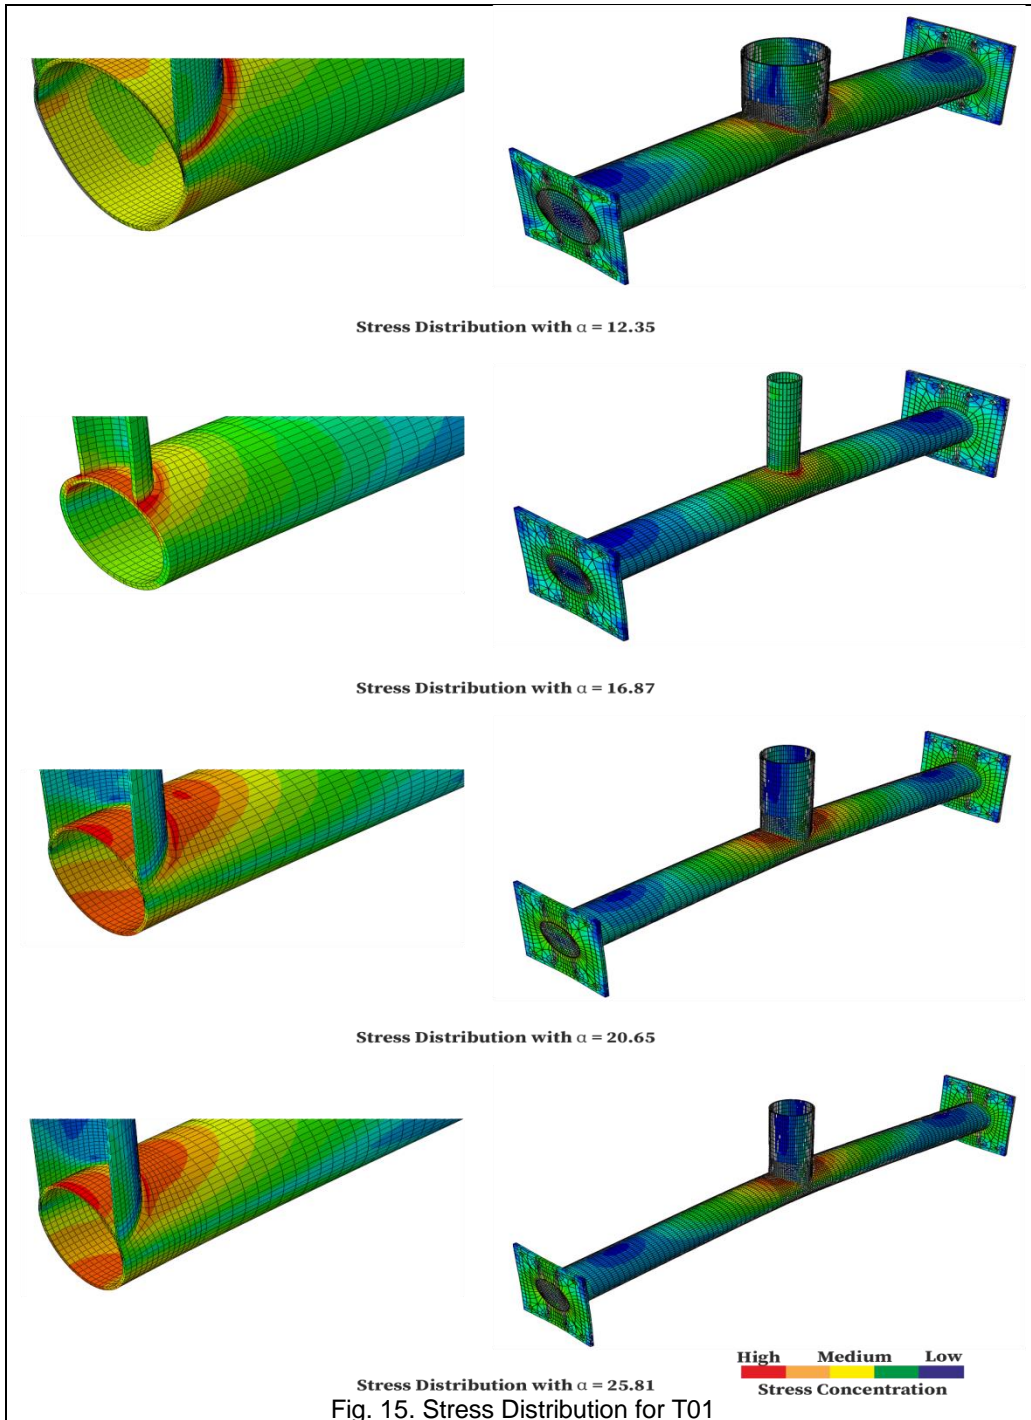 Stress Distribution with α = 12.35
Stress Distribution with α = 16.87
Stress Distribution with α = 20.65
Stress Distribution with α = 25.81
High Medium Low
Stress Concentration
Fig. 15. Stress Distribution for T01